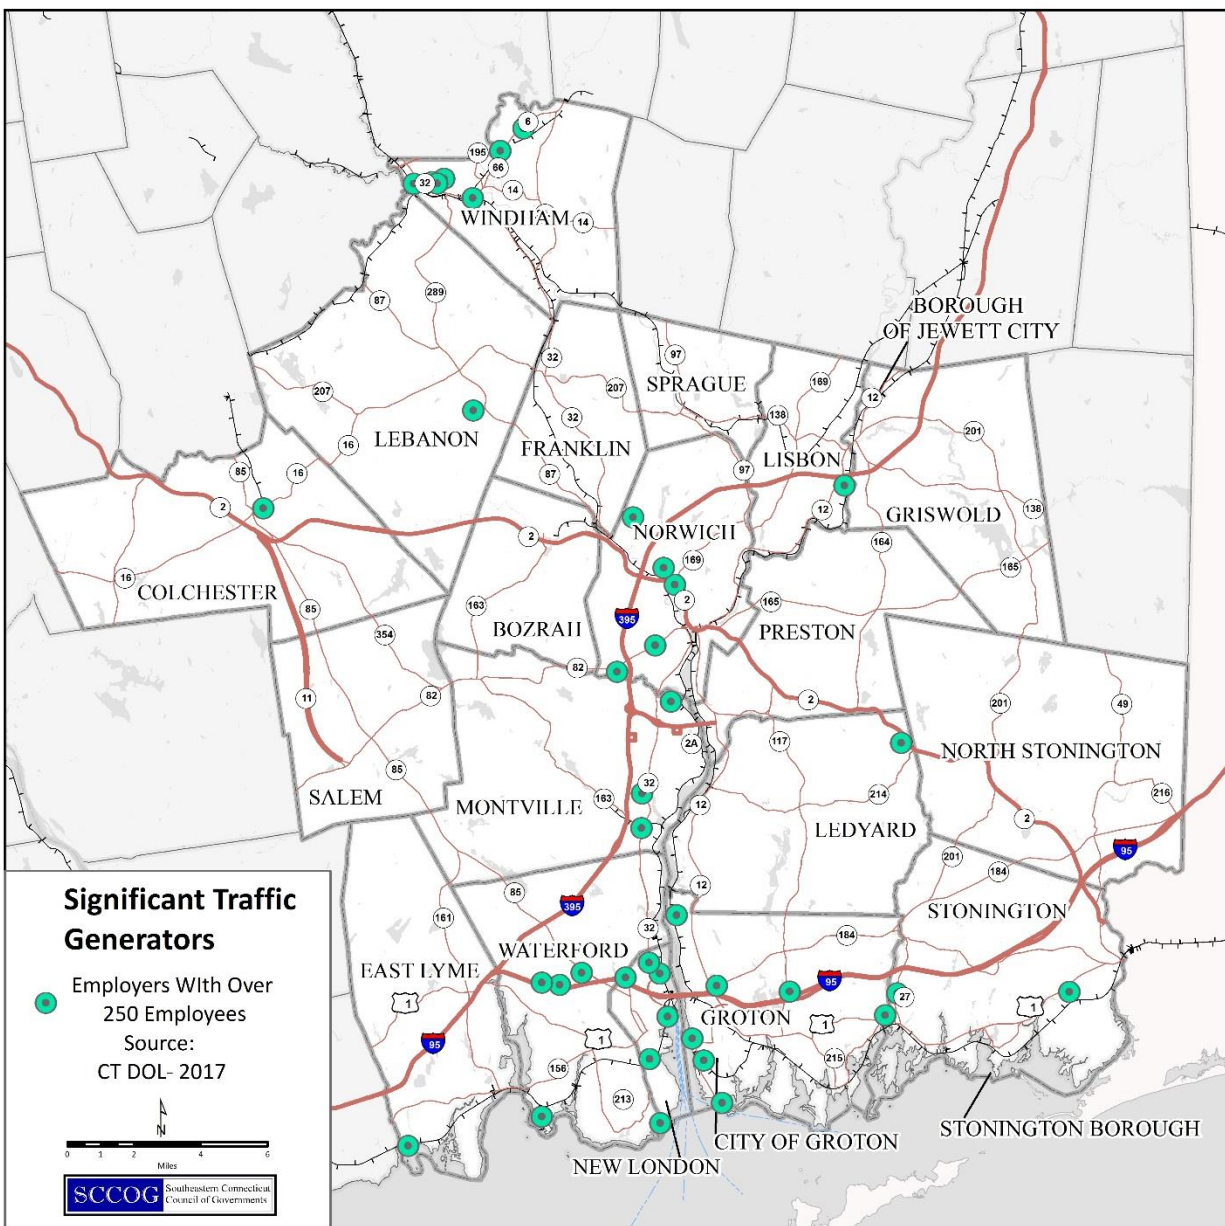 6
195
66
32
14
WINDHAM
14
289
87
BOROUGH
OF JEWETT CITY
32
97
SPRAGUE
169
12
207
207
32
138
201
LEBANON
16
FRANKLIN
LISBON
97
85
16
87
2
12
GRISWOLD
138
2
NORWICH
164
169
165
16
COLCHESTER
85
163
2
165
354
BOZRAH
395
PRESTON
82
82
11
2
201
49
2A
117
NORTH STONINGTON
85
32
SALEM
MONTVILLE
163
12
214
216
LEDYARD
2
95
201
184
85
12
395
STONINGTON
161
32
184
WATERFORD
EAST LYME
95
27
1
GROTON
1
1
1
95
156
215
213
STONINGTON BOROUGH
CITY OF GROTON
NEW LONDON
Significant Traffic
Generators
Employers WIth Over
250 Employees
Source:
CT DOL- 2017
N
0 1 2 4 6
Miles
SCCOG
Southeastern Connecticut
Council of Governments